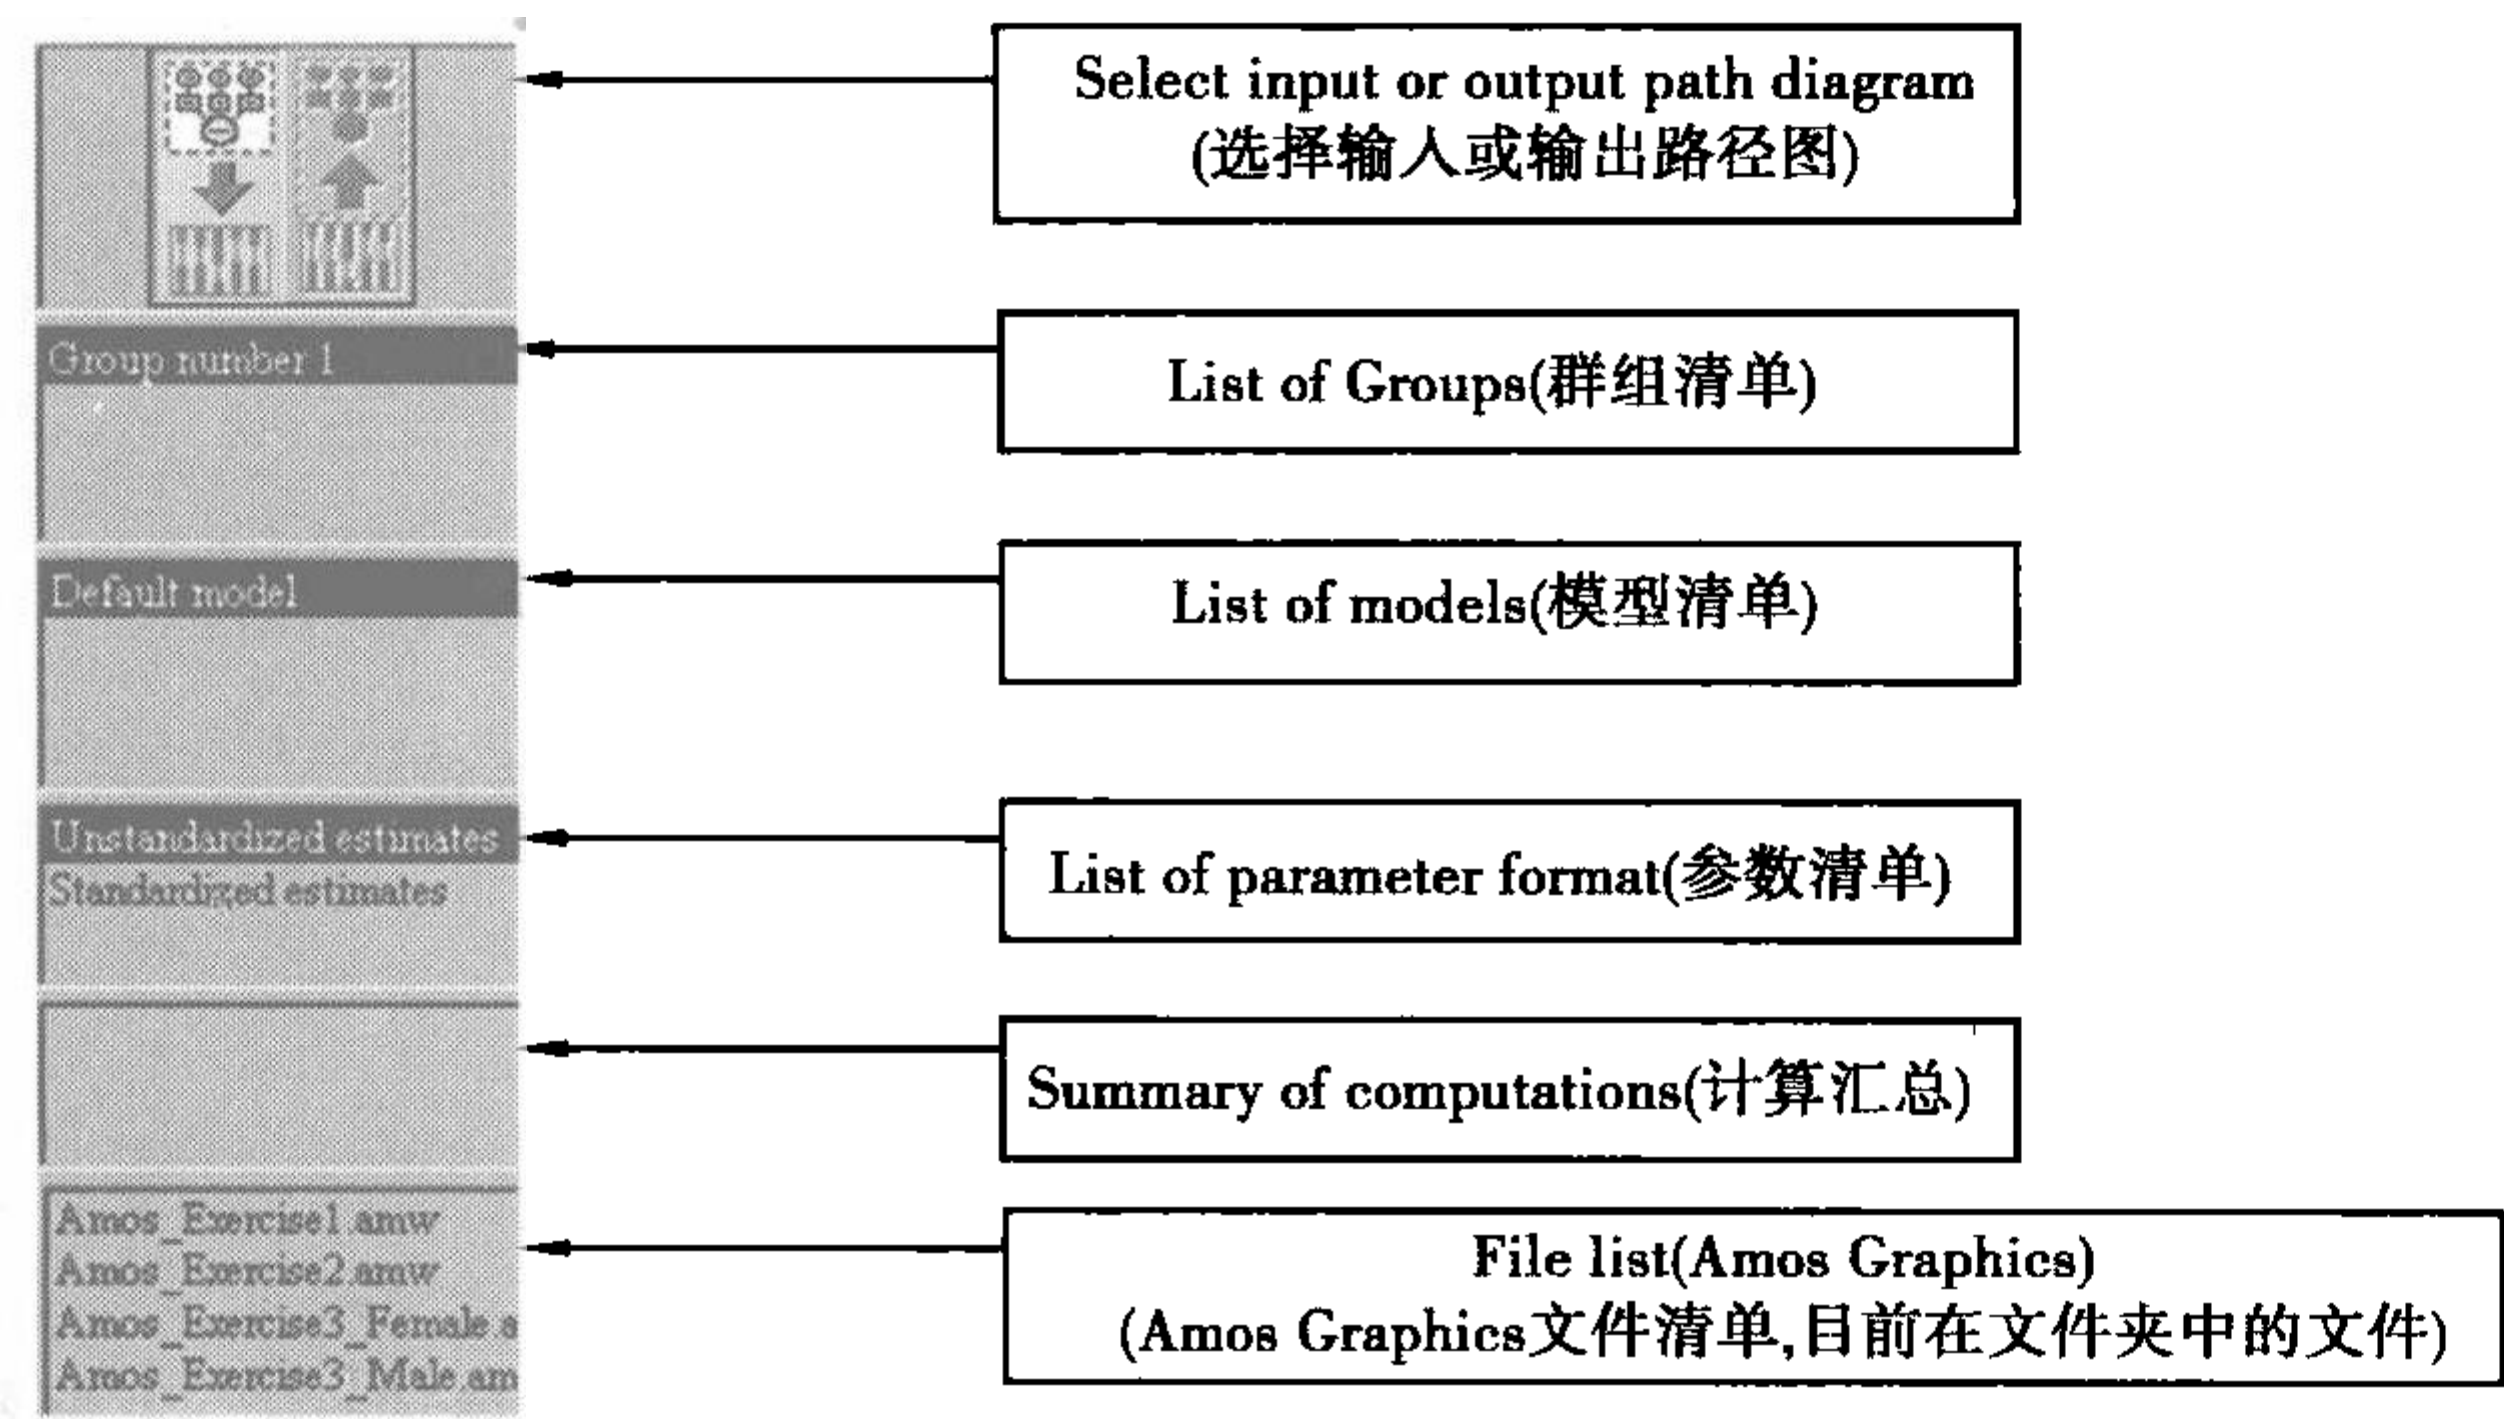 Select input or output path diagram
(选择输入或输出路径图)
Group number 1
List of Groups(群组清单)
Default model
List of models(模型清单)
Unstandardized estimates
Standardized estimates
List of parameter format(参数清单)
Summary of computations(计算汇总)
Amos_Exercise1.amw
Amos_Exercise2.amw
Amos_Exercise3_Female.a
Amos_Exercise3_Male.am
File list(Amos Graphics)
(Amos Graphics文件清单,目前在文件夹中的文件)